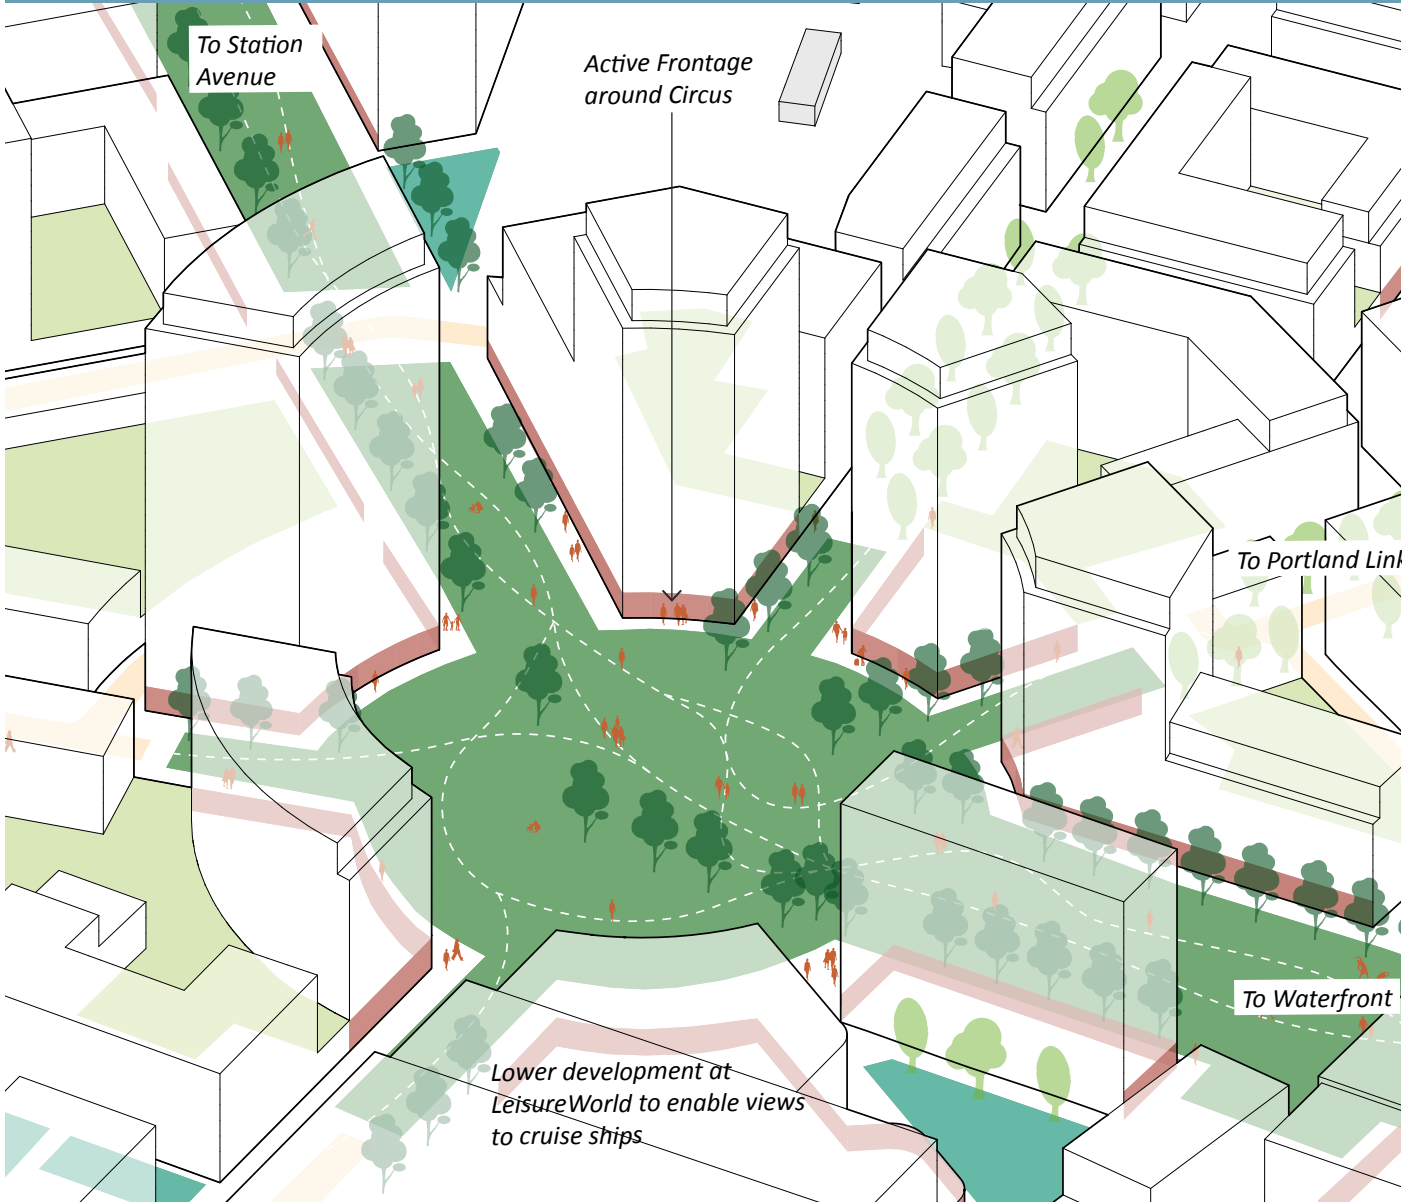 To Station
Avenue
Active Frontage
around Circus
To Portland Link
To Waterfront
Lower development at
LeisureWorld to enable views
to cruise ships